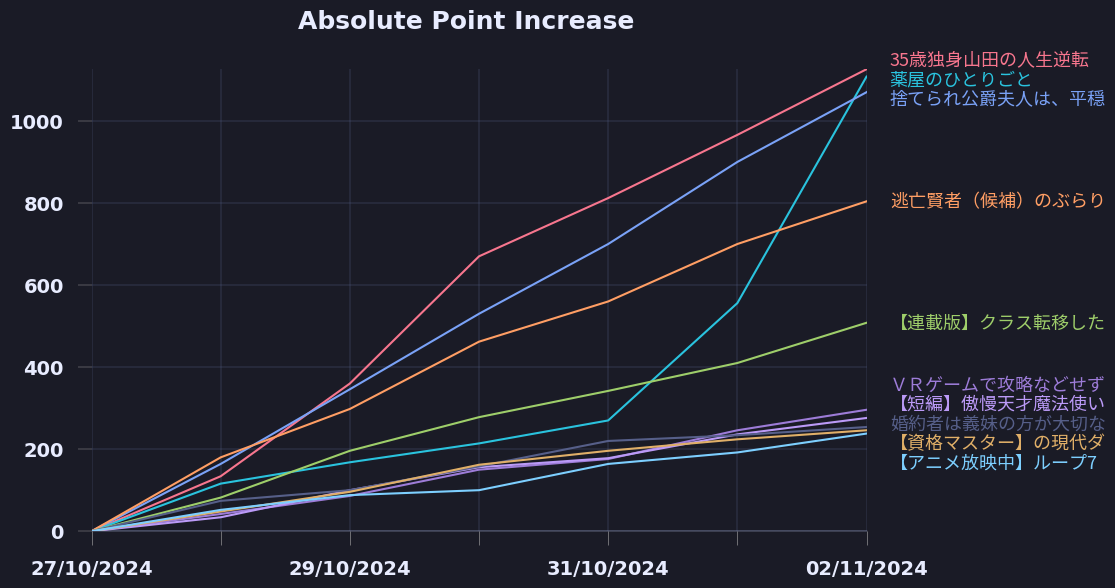 Absolute Point Increase
35歳独身山田の人生逆転
薬屋のひとりごと
捨てられ公爵夫人は、平穏
1000
800
逃亡賢者（候補）のぶらり
600
【連載版】クラス転移した
400
ＶＲゲームで攻略などせず
【短編】傲慢天才魔法使い
婚約者は義妹の方が大切な
200
【資格マスター】の現代ダ
【アニメ放映中】ループ7
0
27/10/2024 29/10/2024 31/10/2024 02/11/2024